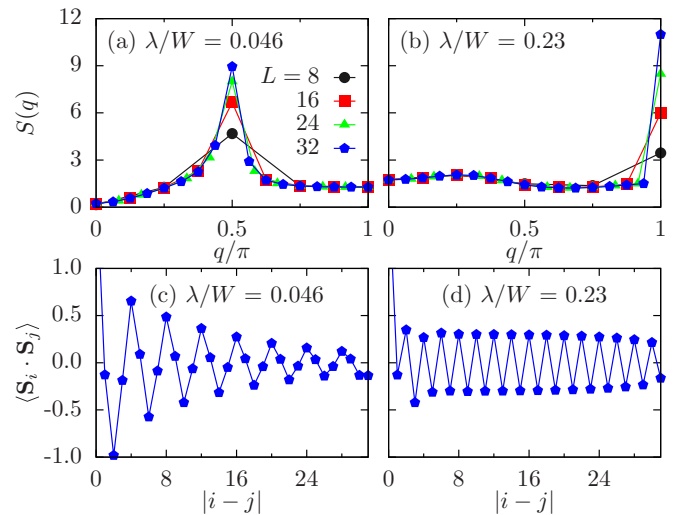 (a) λ/W = 0.046
(b) λ/W = 0.23
S(q)
12
9
6
3
0
L = 8
16
24
32
0
0.5
1
q/π
0
0.5
1
q/π
(c) λ/W = 0.046
(d) λ/W = 0.23
⟨S_i · S_j⟩
1.0
0.5
0.0
-0.5
-1.0
0
8
16
24
|i − j|
0
8
16
24
|i − j|